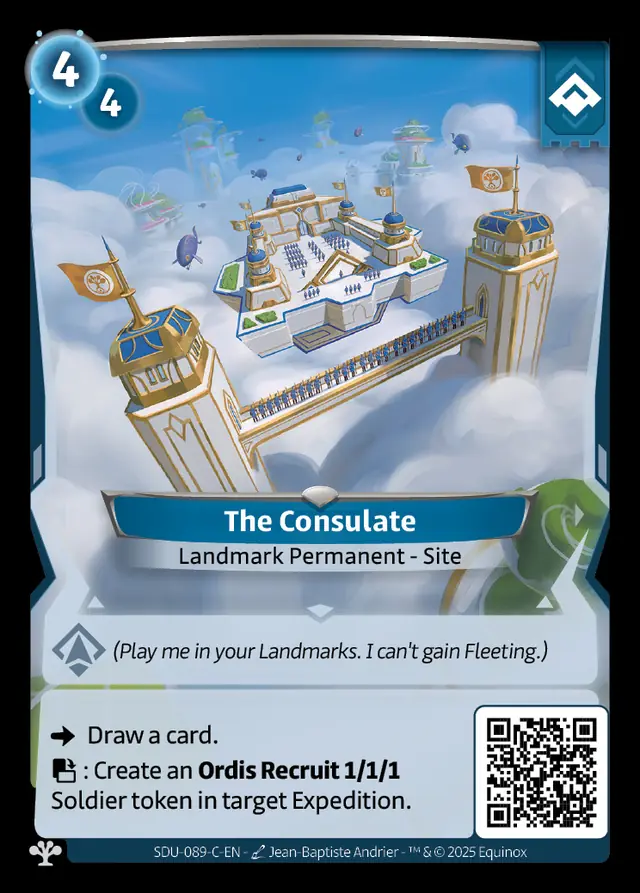 4
4
The Consulate
Landmark Permanent - Site
(Play me in your Landmarks. I can't gain Fleeting.)
Draw a card.
: Create an Ordis Recruit 1/1/1
Soldier token in target Expedition.
SDU-089-C-EN - Jean-Baptiste Andrier - ™ & © 2025 Equinox